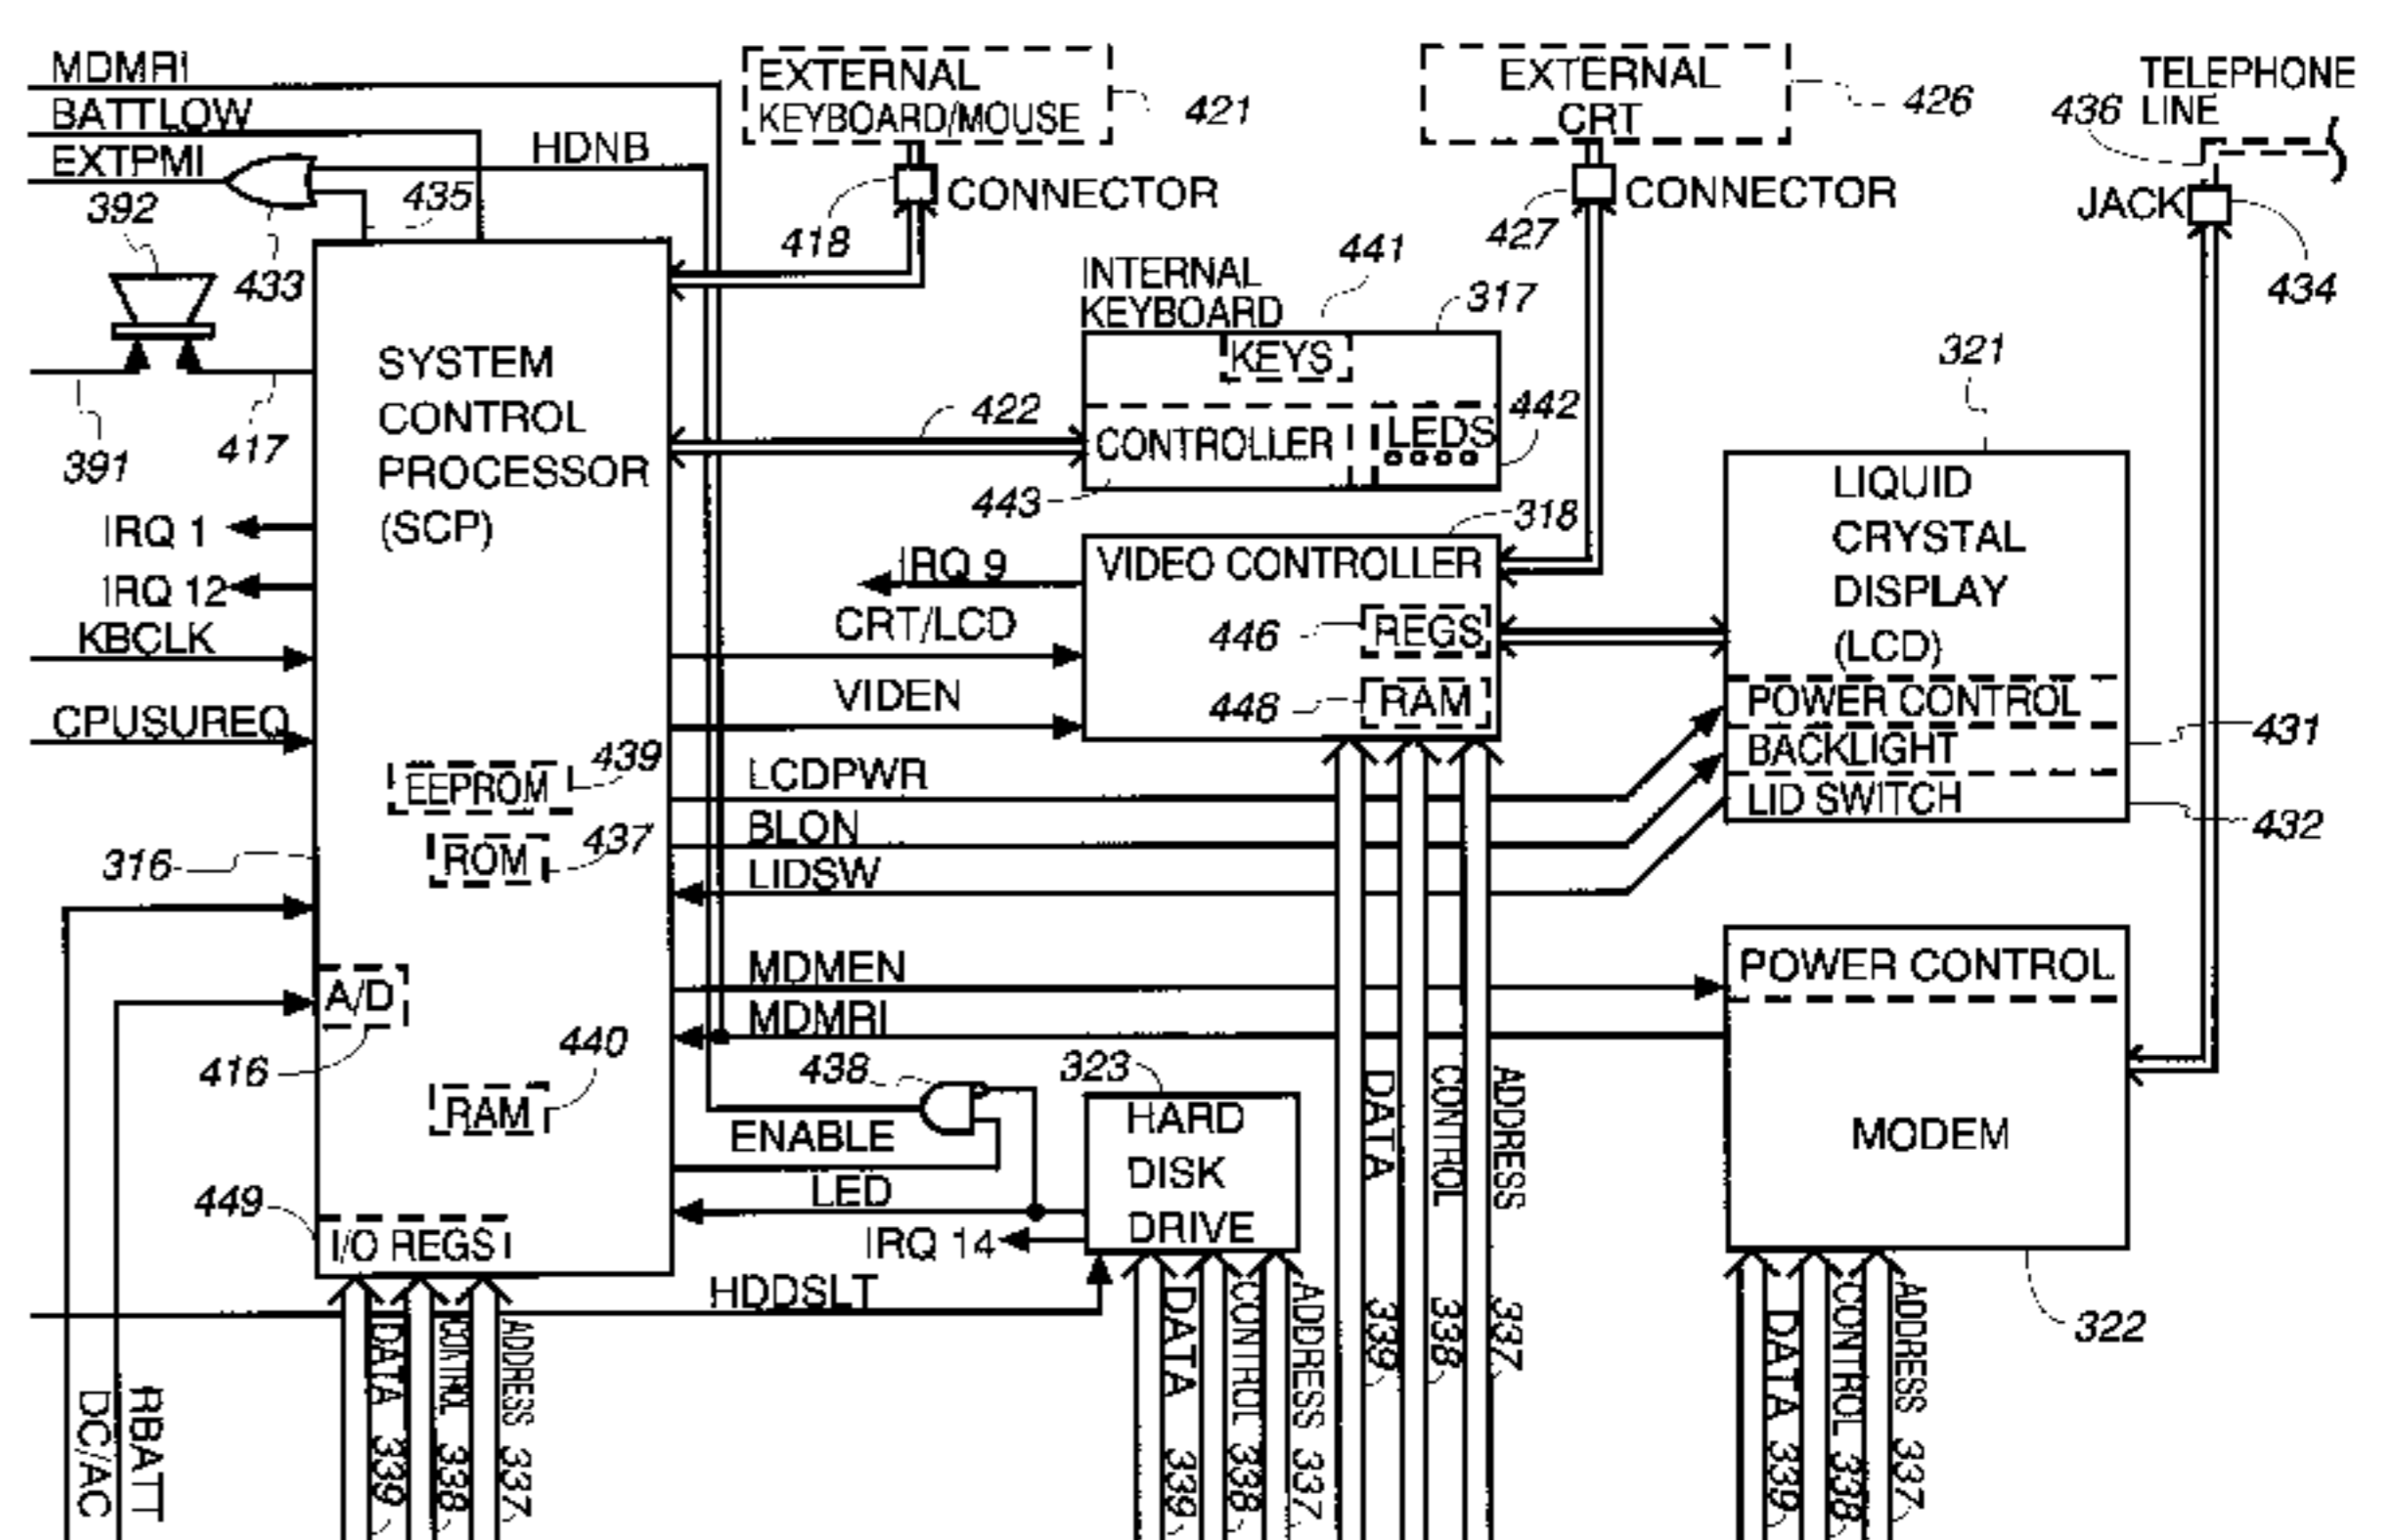 MDMRI
BATTLOW
EXTPMI
392
433
435
HDNB
EXTERNAL
KEYBOARD/MOUSE
421
418
CONNECTOR
EXTERNAL
CRT
426
427
CONNECTOR
TELEPHONE
LINE
436
JACK
434
391
417
SYSTEM
CONTROL
PROCESSOR
(SCP)
IRQ 1
IRQ 12
KBCLK
CPUSUREQ
EEPROM
439
ROM
437
316
A/D
416
440
RAM
449
I/O REGS
INTERNAL
KEYBOARD
441
317
KEYS
422
CONTROLLER
LEDS
442
443
318
IRQ 9
VIDEO CONTROLLER
CRT/LCD
446
REGS
VIDEN
448
RAM
321
LIQUID
CRYSTAL
DISPLAY
(LCD)
POWER CONTROL
BACKLIGHT
431
LID SWITCH
432
LCDPWR
BLON
LIDSW
MDMEN
MDMRI
POWER CONTROL
MODEM
322
438
323
HARD
DISK
DRIVE
ENABLE
LED
IRQ 14
HDDSLT
DC/AC
RBATT
DATA 339
CONTROL 338
ADDRESS 337
DATA 339
CONTROL 338
ADDRESS 337
DATA 339
CONTROL 338
ADDRESS 337
DATA 339
CONTROL 338
ADDRESS 337